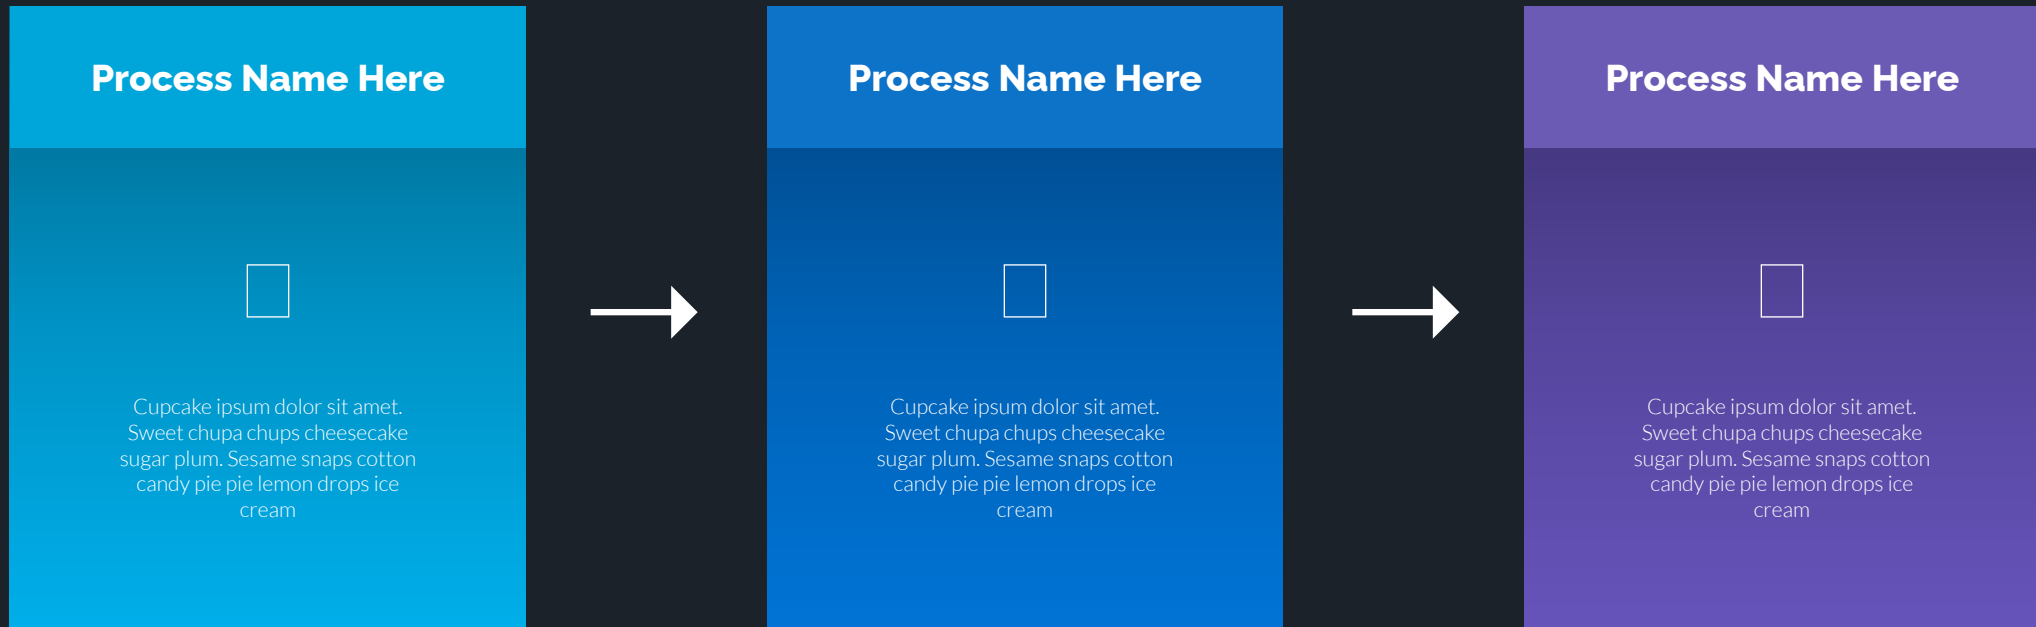 Process Name Here
Cupcake ipsum dolor sit amet.
Sweet chupa chups cheesecake
sugar plum. Sesame snaps cotton
candy pie pie lemon drops ice
cream
Process Name Here
Cupcake ipsum dolor sit amet.
Sweet chupa chups cheesecake
sugar plum. Sesame snaps cotton
candy pie pie lemon drops ice
cream
Process Name Here
Cupcake ipsum dolor sit amet.
Sweet chupa chups cheesecake
sugar plum. Sesame snaps cotton
candy pie pie lemon drops ice
cream